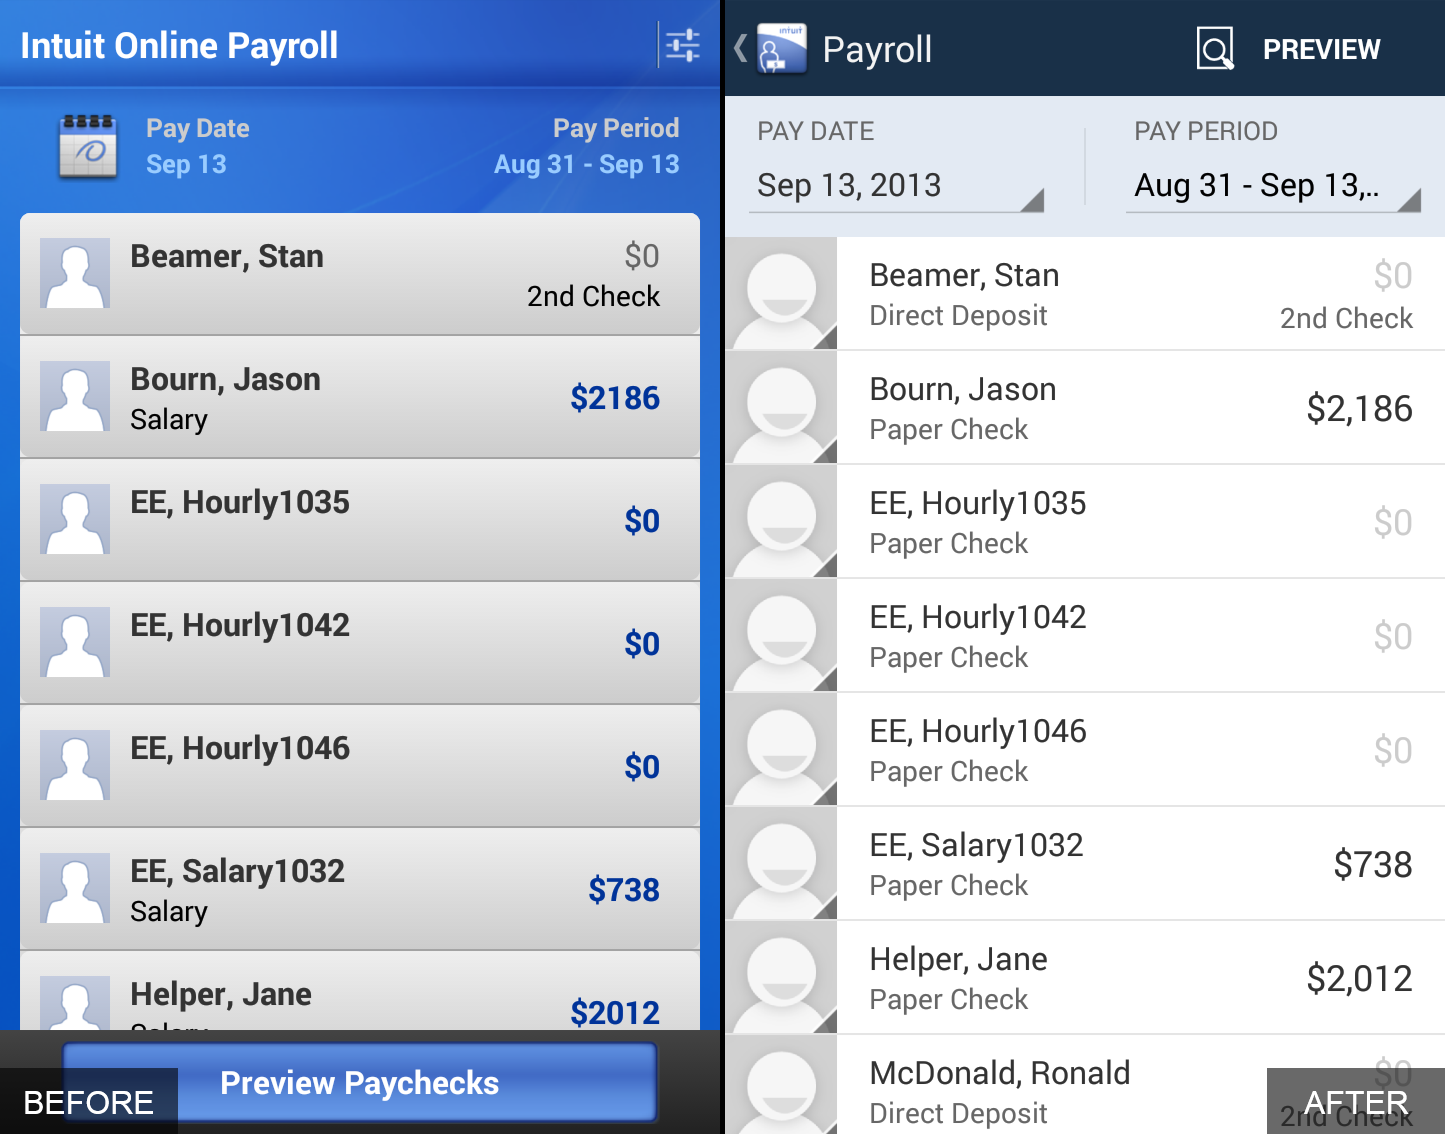 Intuit Online Payroll
Pay Date
Sep 13
Pay Period
Aug 31 - Sep 13
Beamer, Stan
$0
2nd Check
Bourn, Jason
Salary
$2186
EE, Hourly1035
$0
EE, Hourly1042
$0
EE, Hourly1046
$0
EE, Salary1032
Salary
$738
Helper, Jane
Salary
$2012
Preview Paychecks
BEFORE
intuit
Payroll
PREVIEW
PAY DATE
Sep 13, 2013
PAY PERIOD
Aug 31 - Sep 13,..
Beamer, Stan
Direct Deposit
$0
2nd Check
Bourn, Jason
Paper Check
$2,186
EE, Hourly1035
Paper Check
$0
EE, Hourly1042
Paper Check
$0
EE, Hourly1046
Paper Check
$0
EE, Salary1032
Paper Check
$738
Helper, Jane
Paper Check
$2,012
McDonald, Ronald
Direct Deposit
$0
2nd Check
AFTER